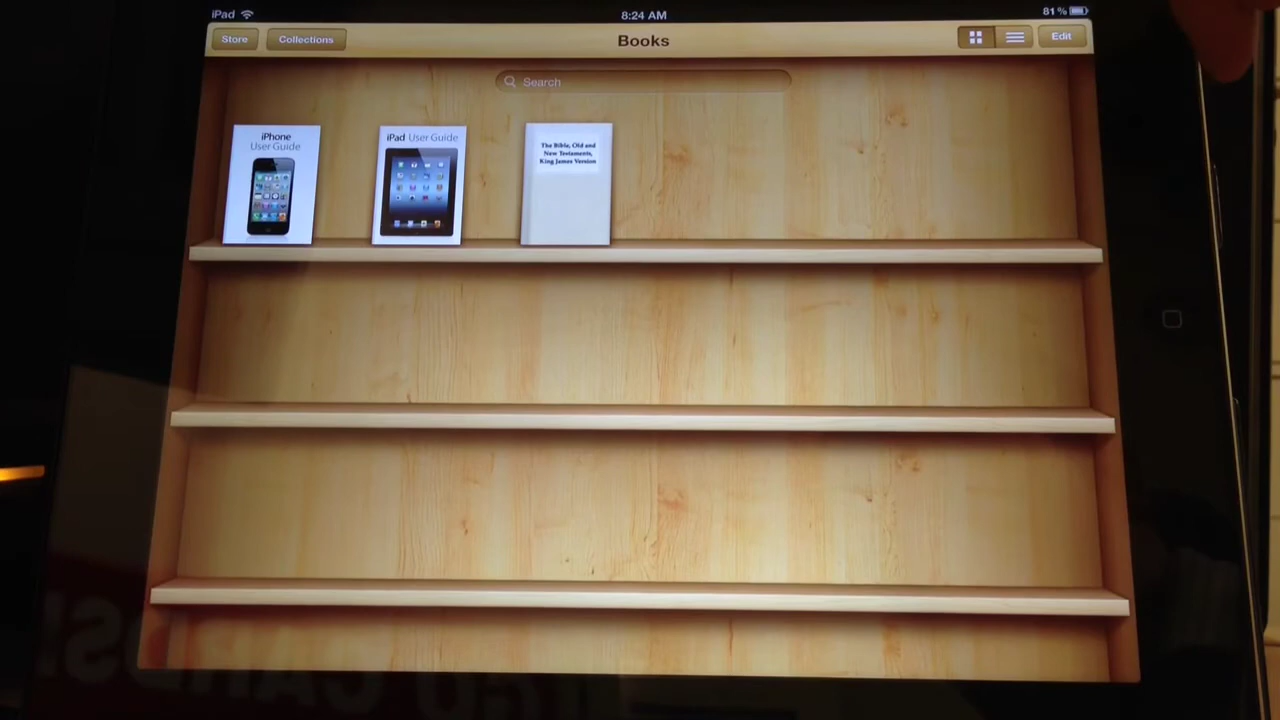 iPad
8:24 AM
81%
Store
Collections
Books
Edit
Search
iPhone
User Guide
iPad User Guide
The Bible, Old and
New Testaments,
King James Version